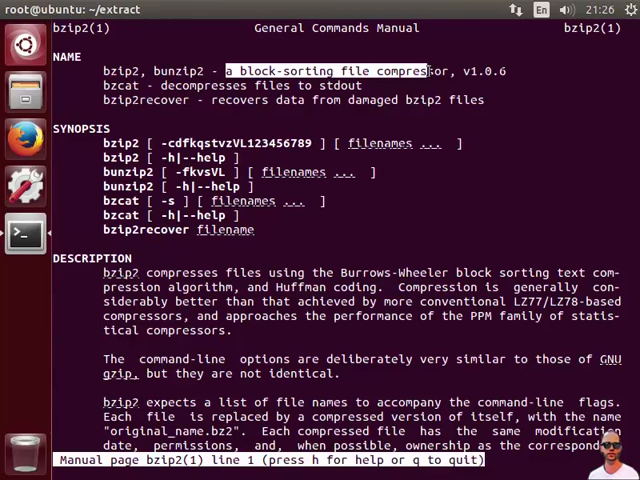 root@ubuntu: ~/extract
En
21:26
bzip2(1) General Commands Manual bzip2(1)
NAME
bzip2, bunzip2 - a block-sorting file compressor, v1.0.6
bzcat - decompresses files to stdout
bzip2recover - recovers data from damaged bzip2 files
SYNOPSIS
bzip2 [ -cdfkqstvzVL123456789 ] [ filenames ... ]
bzip2 [ -h|--help ]
bunzip2 [ -fkvsVL ] [ filenames ... ]
bunzip2 [ -h|--help ]
bzcat [ -s ] [ filenames ... ]
bzcat [ -h|--help ]
bzip2recover filename
DESCRIPTION
bzip2 compresses files using the Burrows-Wheeler block sorting text com-
pression algorithm, and Huffman coding. Compression is generally con-
siderably better than that achieved by more conventional LZ77/LZ78-based
compressors, and approaches the performance of the PPM family of statis-
tical compressors.
The command-line options are deliberately very similar to those of GNU
gzip, but they are not identical.
bzip2 expects a list of file names to accompany the command-line flags.
Each file is replaced by a compressed version of itself, with the name
"original_name.bz2". Each compressed file has the same modification
date, permissions, and, when possible, ownership as the correspond
Manual page bzip2(1) line 1 (press h for help or q to quit)